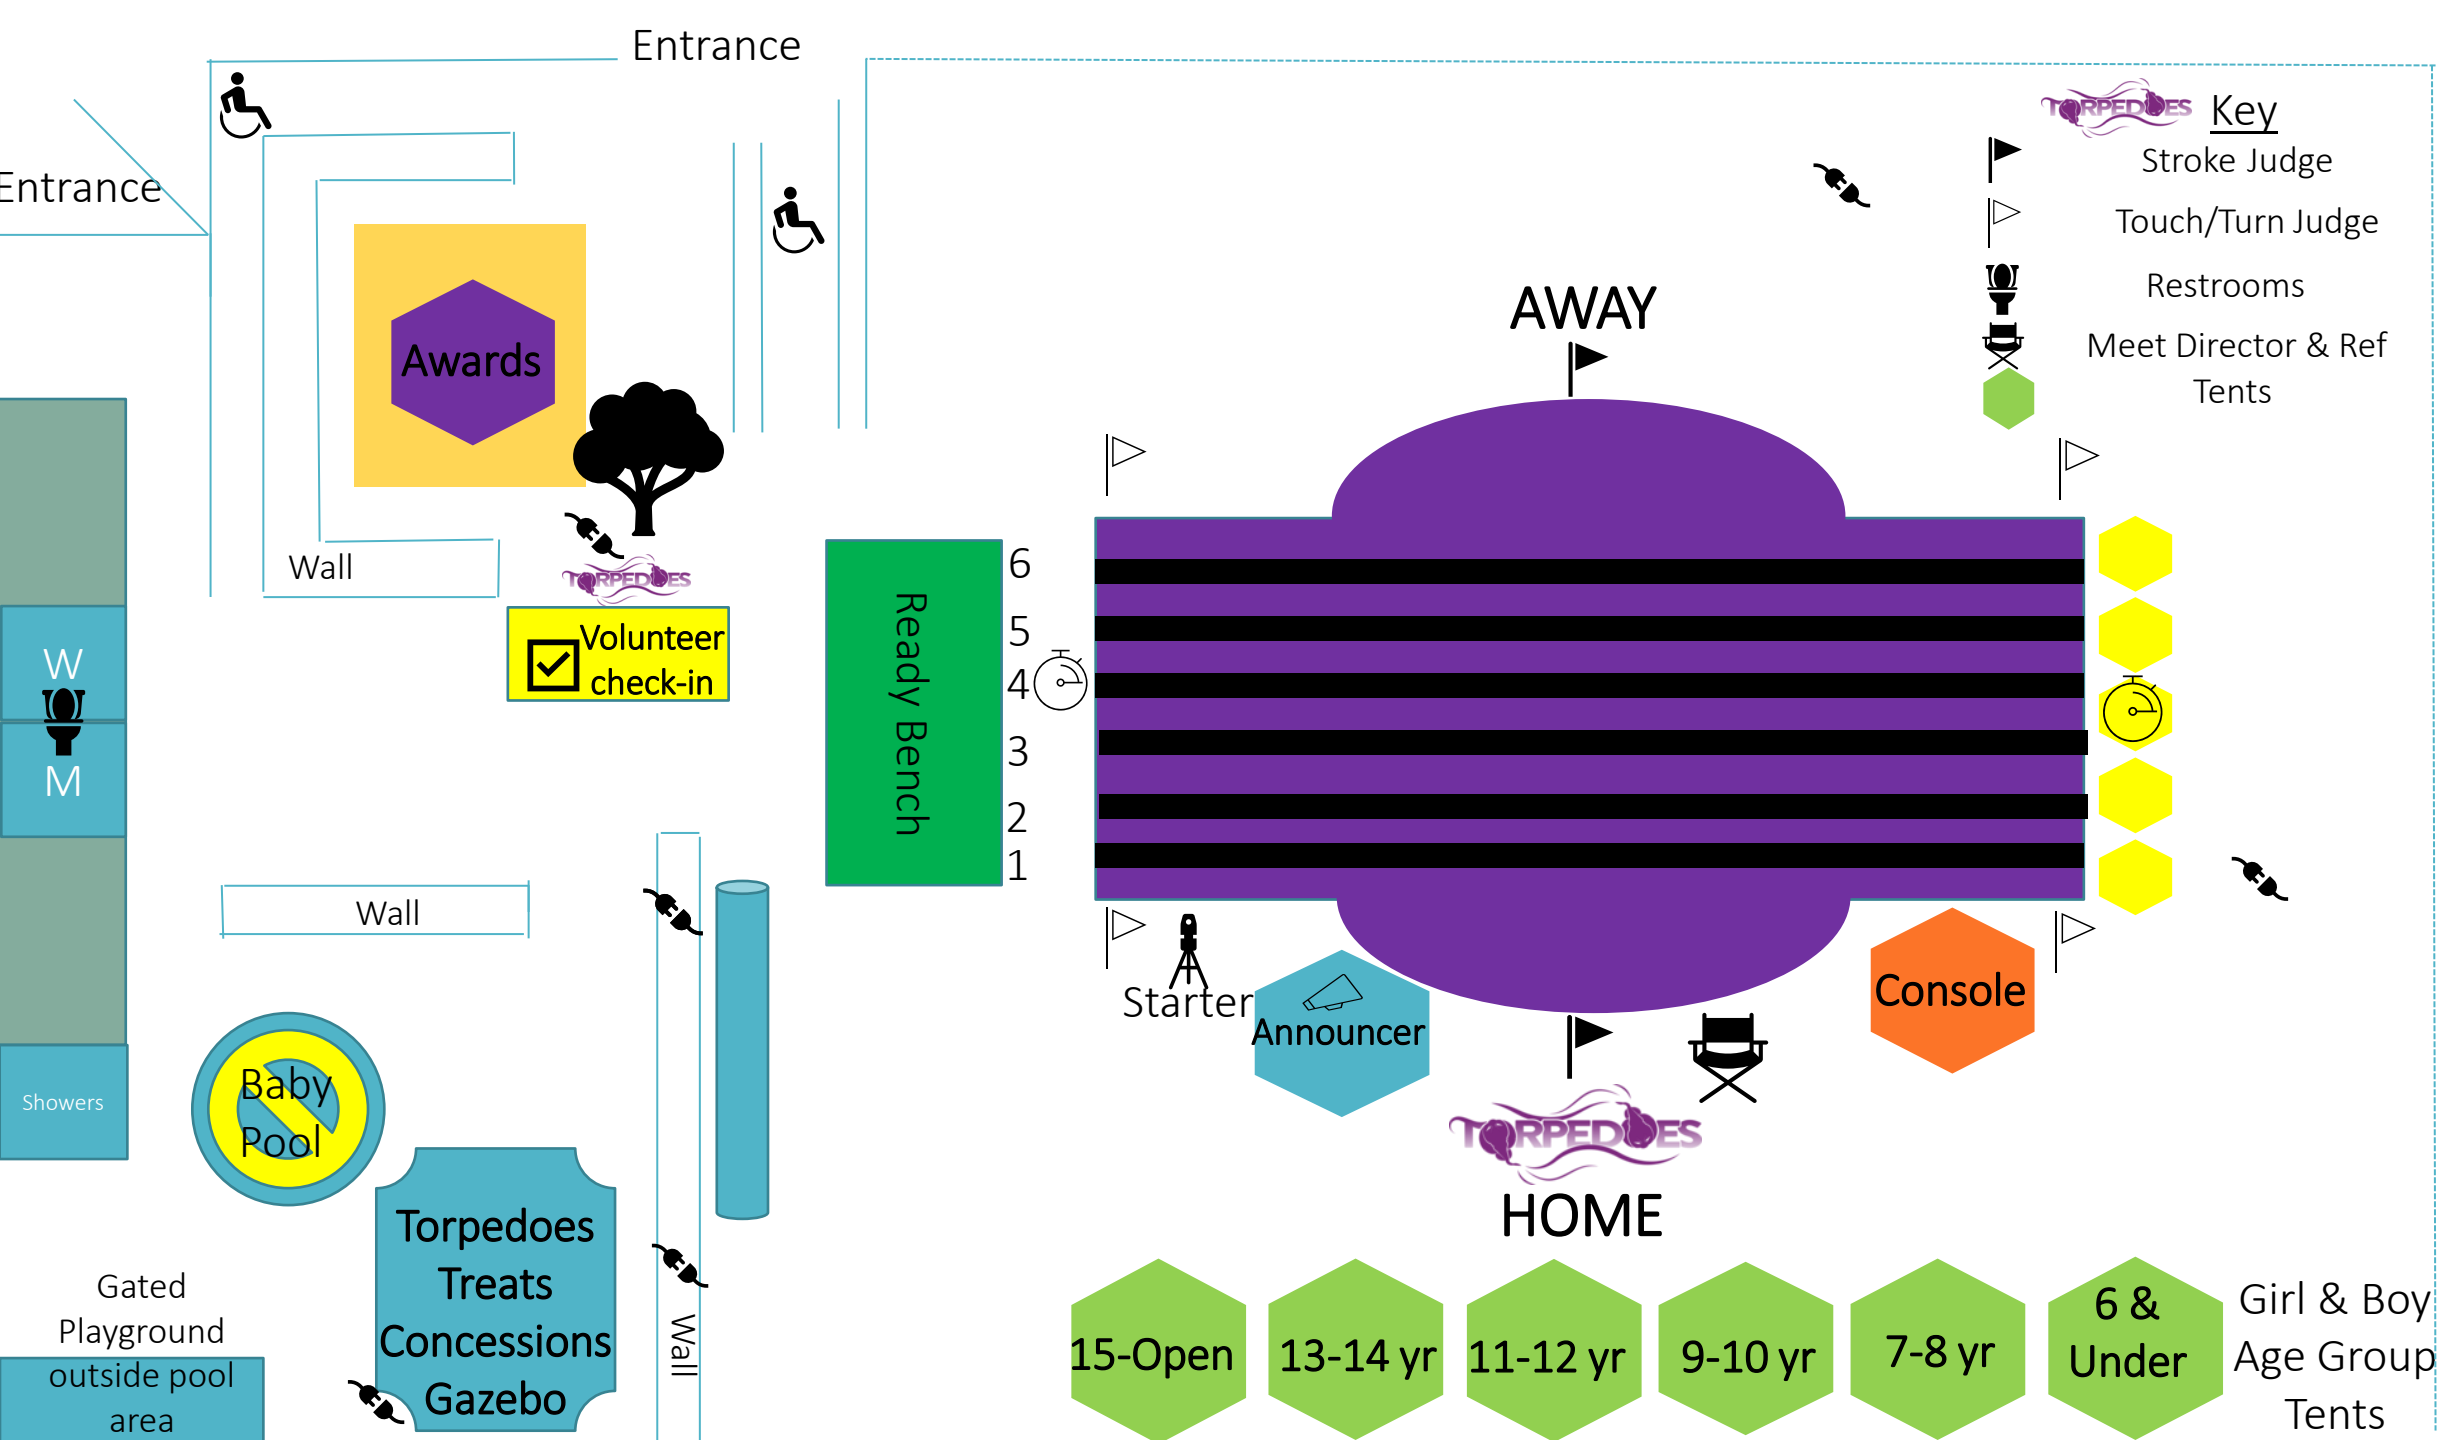 Entrance
Entrance
TORPEDOES
Key
Stroke Judge
Touch/Turn Judge
Restrooms
Meet Director & Ref
Tents
AWAY
Awards
Wall
TORPEDOES
Volunteer
check-in
W
M
Ready Bench
6
5
4
3
2
1
Wall
Starter
Announcer
Console
Showers
Baby
Pool
TORPEDOES
HOME
Torpedoes
Treats
Concessions
Gazebo
Wall
Gated
Playground
outside pool
area
15-Open
13-14 yr
11-12 yr
9-10 yr
7-8 yr
6 &
Under
Girl & Boy
Age Group
Tents